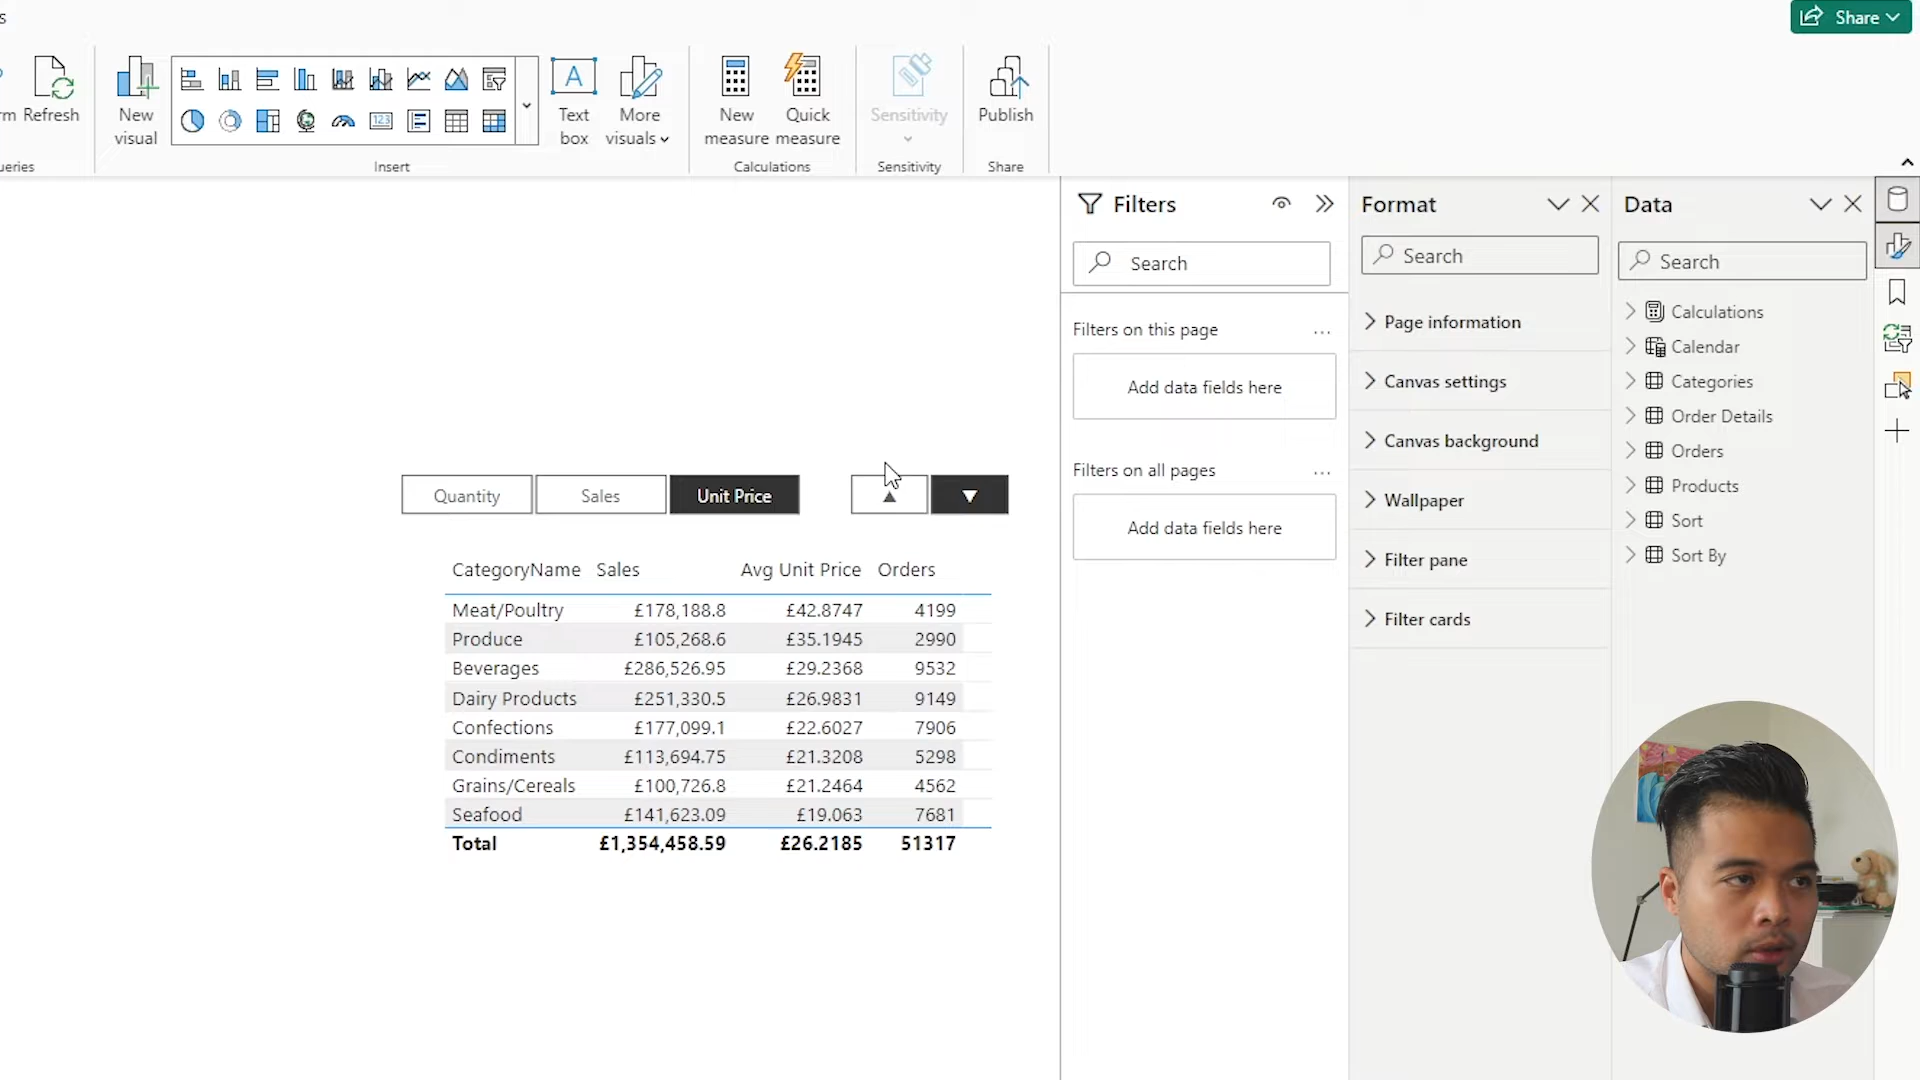 s
Share
rm
Refresh
New
visual
Text
box
More
visuals
New
measure
Quick
measure
Sensitivity
Publish
ueries
Insert
Calculations
Sensitivity
Share
Filters
Format
Data
Search
Search
Search
Filters on this page
...
Add data fields here
Filters on all pages
...
Add data fields here
Page information
Canvas settings
Canvas background
Wallpaper
Filter pane
Filter cards
Calculations
Calendar
Categories
Order Details
Orders
Products
Sort
Sort By
Quantity Sales Unit Price ▲ ▼
CategoryName Sales Avg Unit Price Orders
Meat/Poultry £178,188.8 £42.8747 4199
Produce £105,268.6 £35.1945 2990
Beverages £286,526.95 £29.2368 9532
Dairy Products £251,330.5 £26.9831 9149
Confections £177,099.1 £22.6027 7906
Condiments £113,694.75 £21.3208 5298
Grains/Cereals £100,726.8 £21.2464 4562
Seafood £141,623.09 £19.063 7681
Total £1,354,458.59 £26.2185 51317